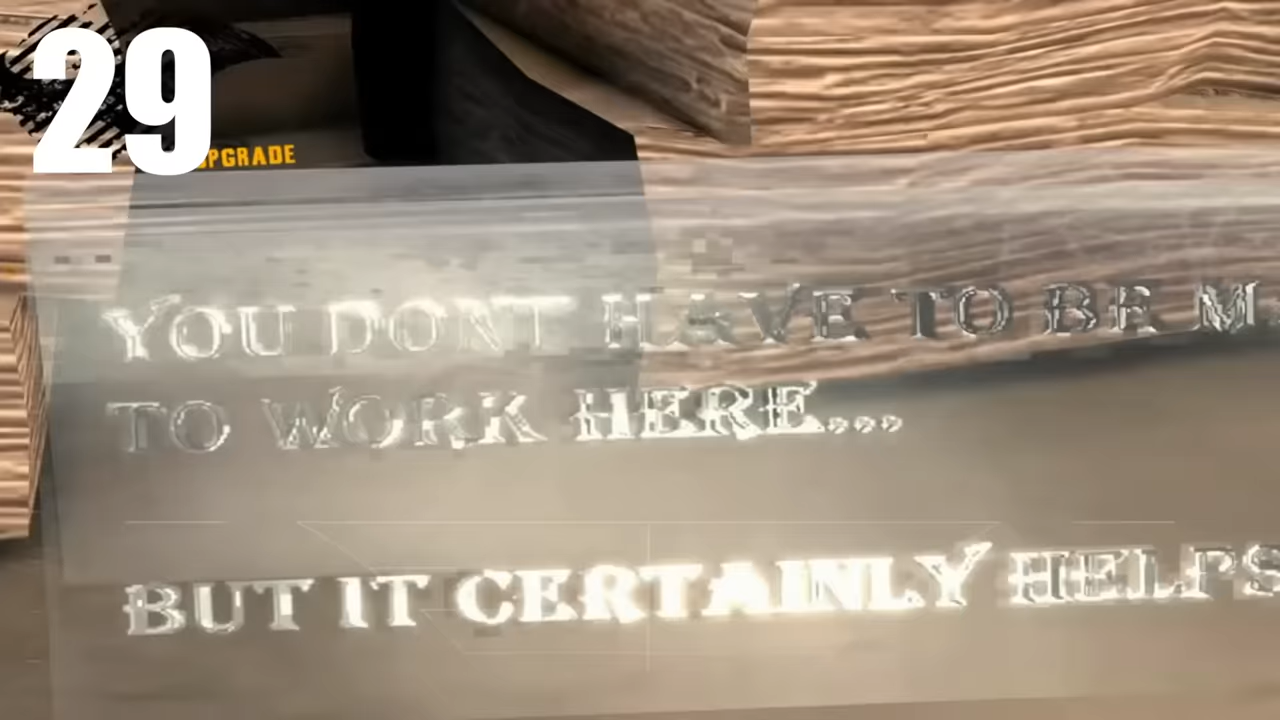 29
UPGRADE
YOU DONT HAVE TO BE M
TO WORK HERE...
BUT IT CERTAINLY HELPS